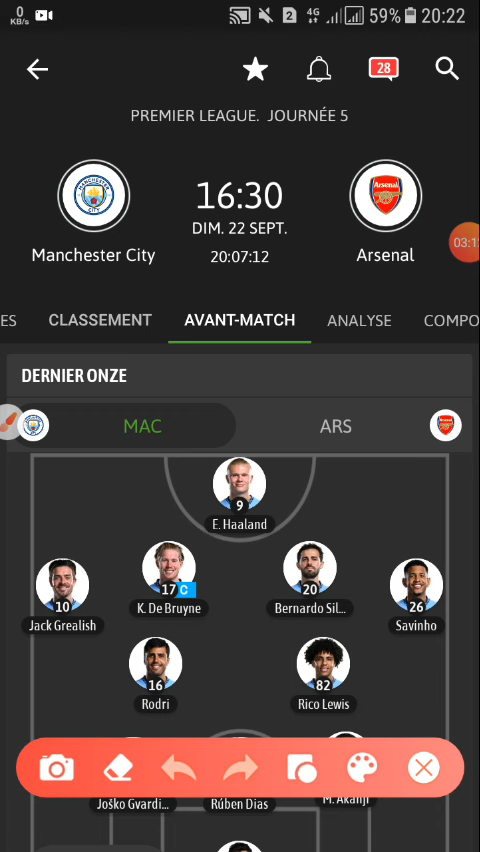 0
KB/s
2
4G
59%
20:22
28
PREMIER LEAGUE. JOURNÉE 5
16:30
DIM. 22 SEPT.
20:07:12
Manchester City
Arsenal
ES
CLASSEMENT
AVANT-MATCH
ANALYSE
COMPO
DERNIER ONZE
MAC
ARS
9
E. Haaland
10
Jack Grealish
17 C
K. De Bruyne
20
Bernardo Sil...
26
Savinho
16
Rodri
82
Rico Lewis
Joško Gvardi...
Rúben Dias
M. Akanji